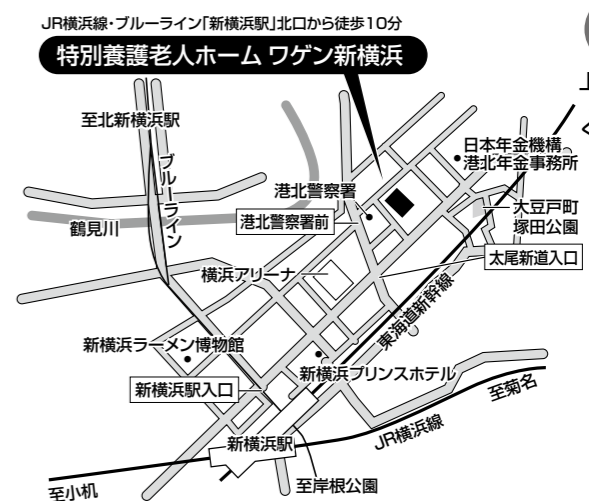 JR横浜線・ブルーライン「新横浜駅」北口から徒歩10分
特別養護老人ホーム ワゲン新横浜
至北新横浜駅
ブルーライン
鶴見川
日本年金機構
港北年金事務所
港北警察署
港北警察署前
大豆戸町
塚田公園
太尾新道入口
横浜アリーナ
東海道新幹線
新横浜ラーメン博物館
新横浜プリンスホテル
新横浜駅入口
新横浜駅
JR横浜線
至菊名
至小机
至岸根公園